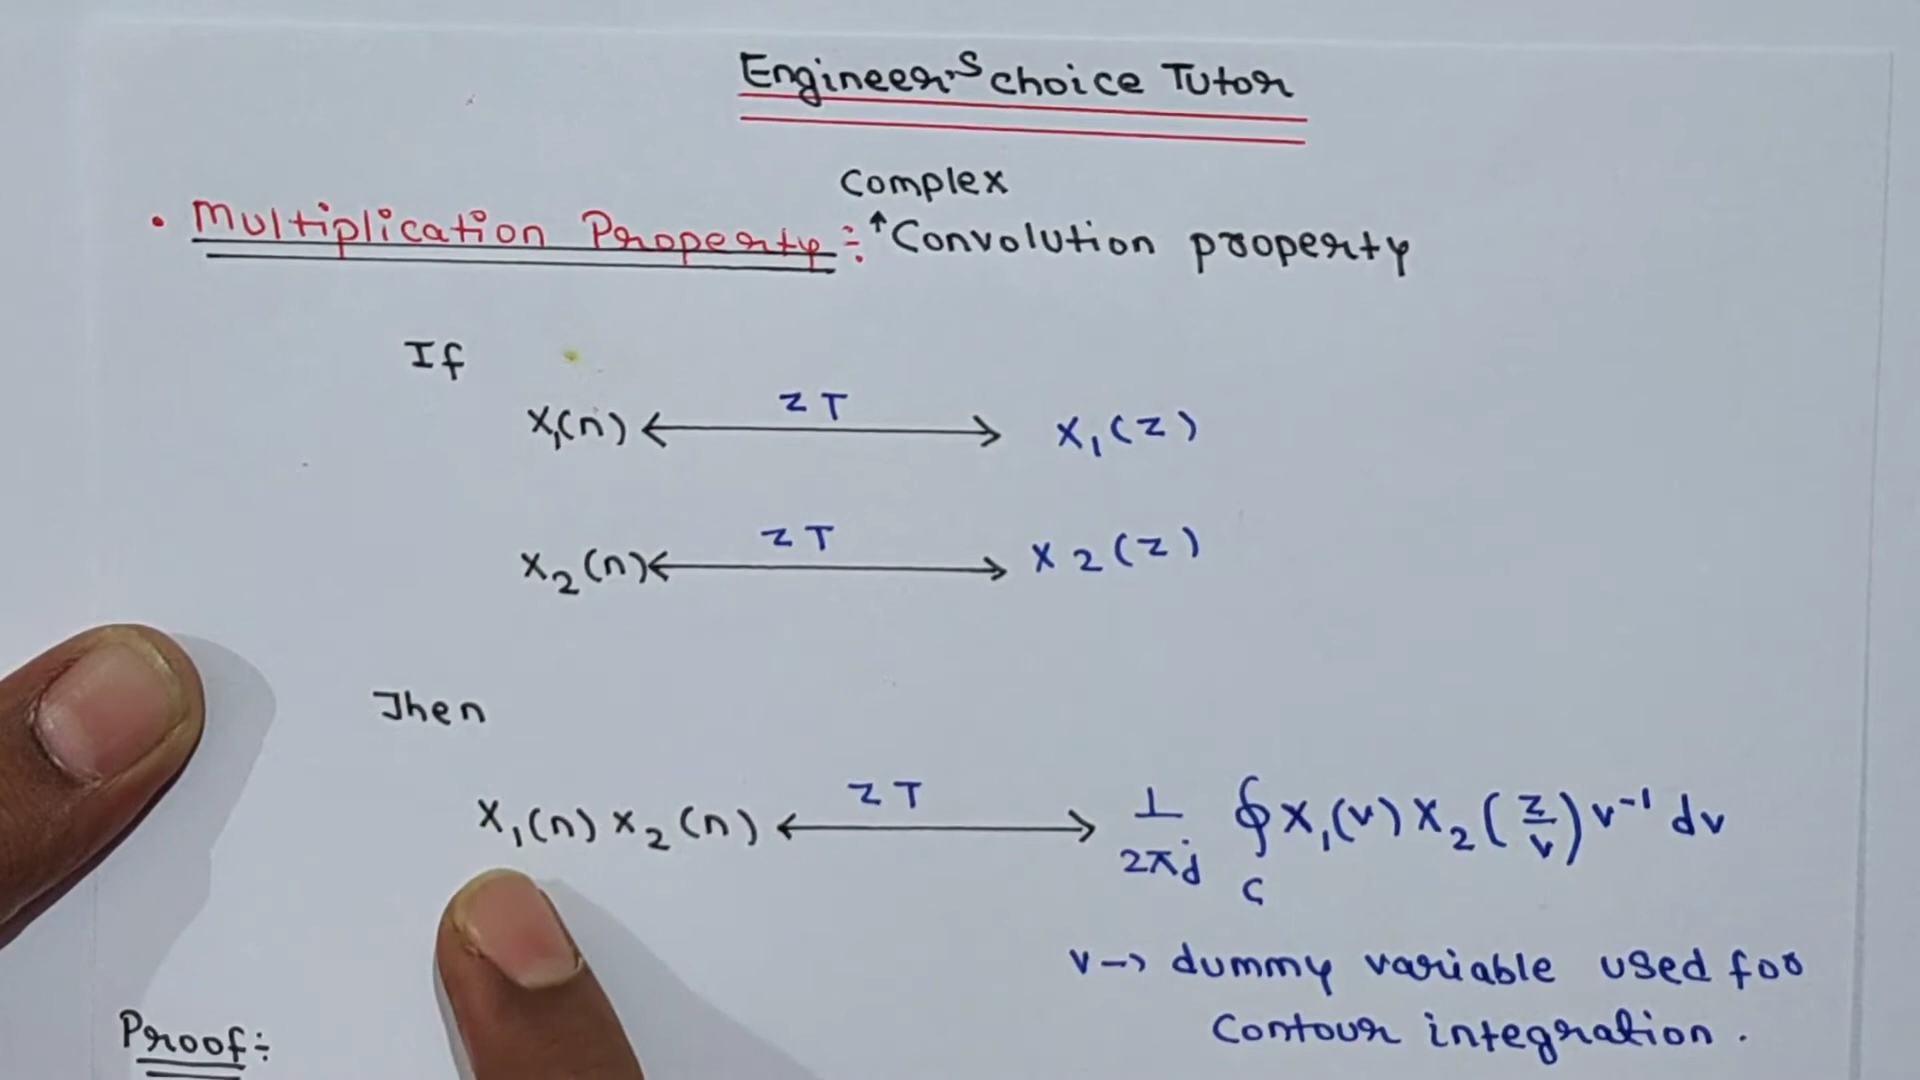 Engineer's choice Tutor
complex
• Multiplication Property ÷ ↑Convolution property
If
x₁(n) ←ZT→ X₁(z)
x₂(n) ←ZT→ X₂(z)
Then
x₁(n) x₂(n) ←ZT→ 1/2πj ∮c X₁(v) X₂(z/v) v⁻¹ dv
v → dummy variable used for
Contour integration.
Proof ÷